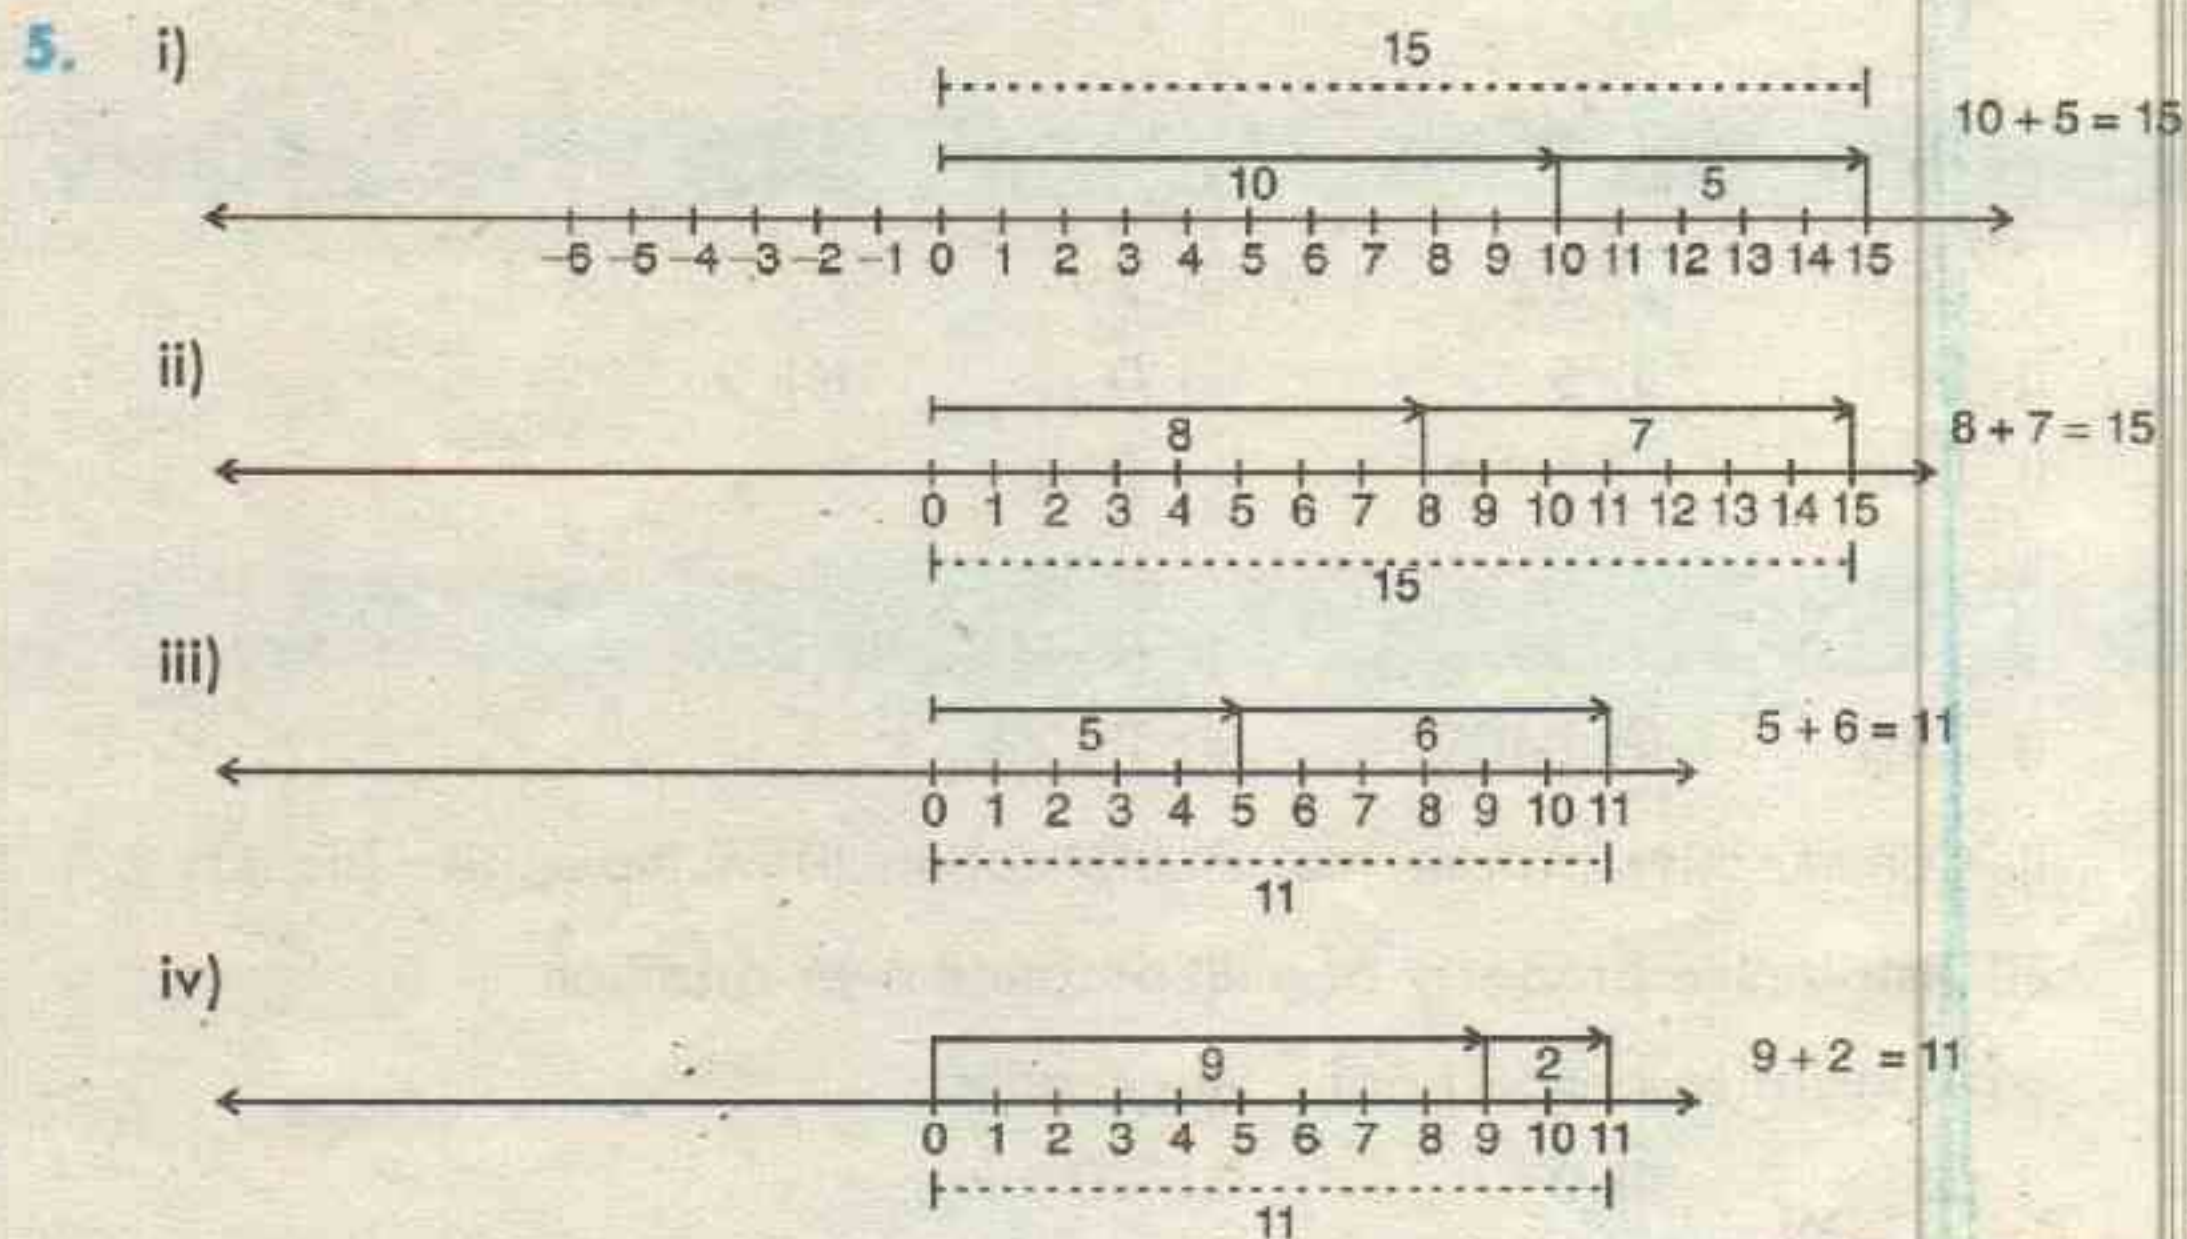 5. i)
15
10 + 5 = 15
10 5
–6 –5 –4 –3 –2 –1 0 1 2 3 4 5 6 7 8 9 10 11 12 13 14 15
ii)
8 7
8 + 7 = 15
0 1 2 3 4 5 6 7 8 9 10 11 12 13 14 15
15
iii)
5 6
5 + 6 = 11
0 1 2 3 4 5 6 7 8 9 10 11
11
iv)
9 2
9 + 2 = 11
0 1 2 3 4 5 6 7 8 9 10 11
11